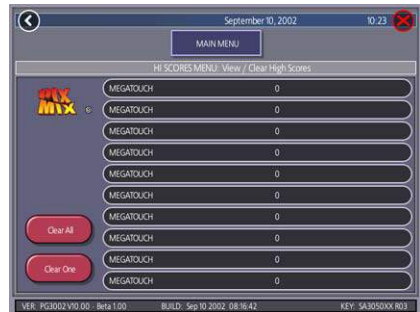 September 10, 2002 10:23
MAIN MENU
HI SCORES MENU: View / Clear High Scores
PIX
MIX
MEGATOUCH 0
MEGATOUCH 0
MEGATOUCH 0
MEGATOUCH 0
MEGATOUCH 0
MEGATOUCH 0
MEGATOUCH 0
MEGATOUCH 0
MEGATOUCH 0
MEGATOUCH 0
Clear All
Clear One
VER: PG3002 V10.00 - Beta 1.00 BUILD: Sep 10 2002 08:16:42 KEY: SA3050XX R03